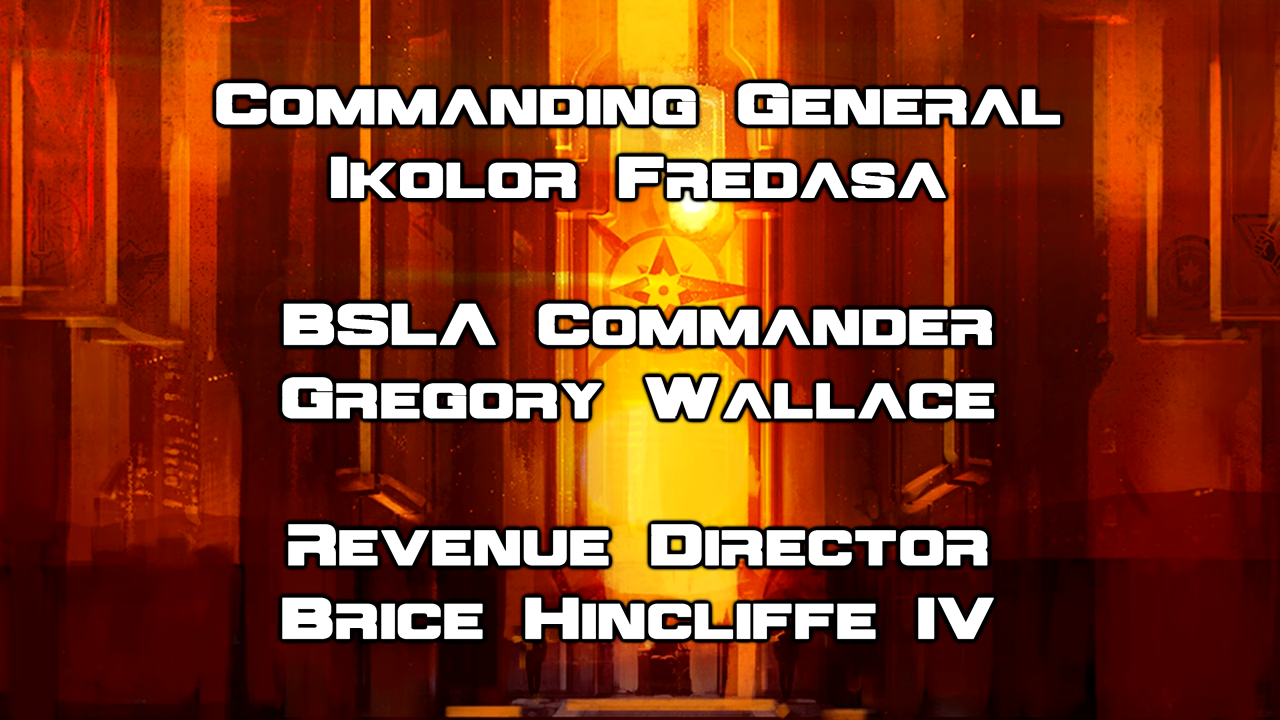 Commanding General
Ikolor Fredasa
BSLA Commander
Gregory Wallace
Revenue Director
Brice Hincliffe IV